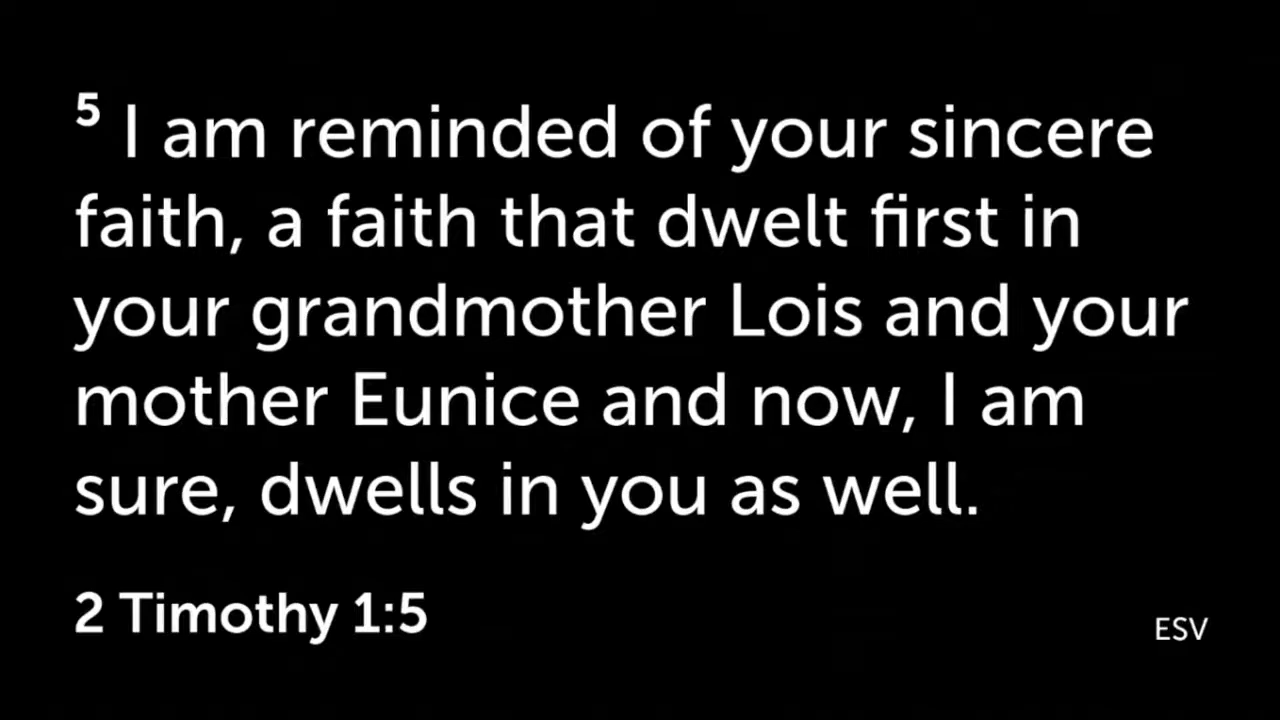 5 I am reminded of your sincere
faith, a faith that dwelt first in
your grandmother Lois and your
mother Eunice and now, I am
sure, dwells in you as well.
2 Timothy 1:5
ESV